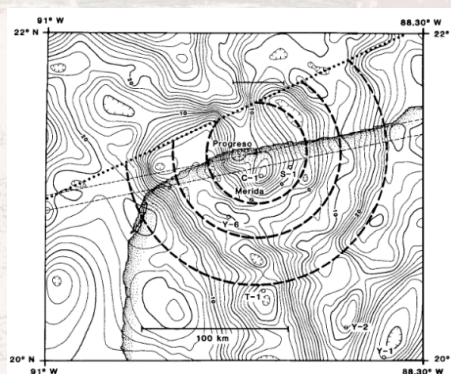 91° W
88.30° W
22° N
22° N
Progreso
C-1
S-1
Merida
Y-6
T-1
Y-2
Y-1
100 km
20° N
20° N
91° W
88.30° W